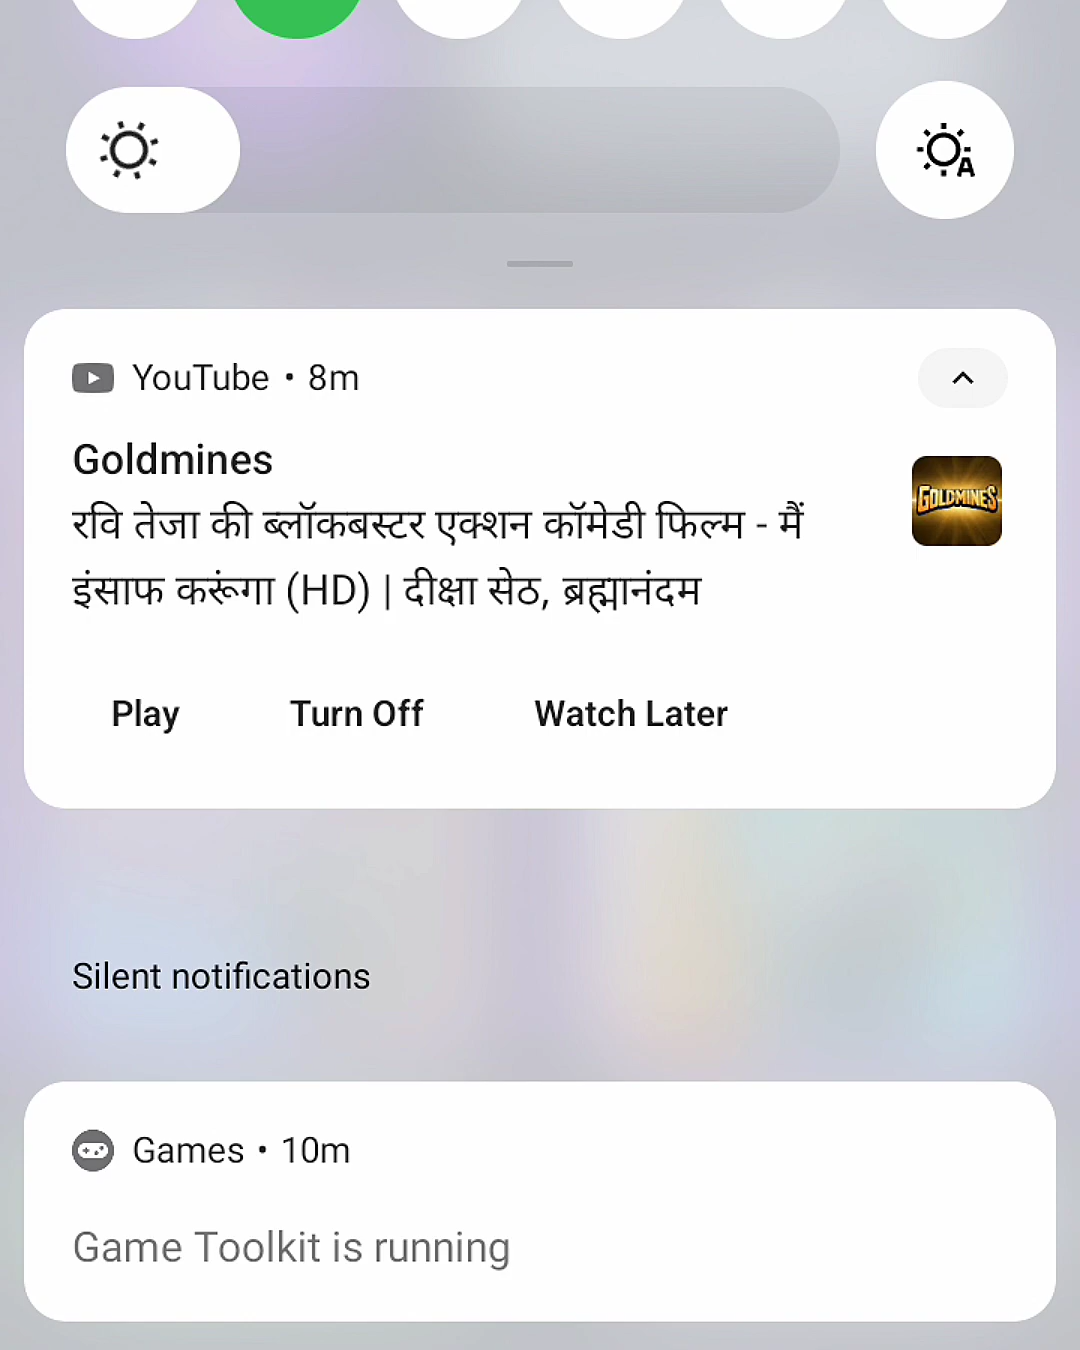 A
YouTube • 8m
Goldmines
रवि तेजा की ब्लॉकबस्टर एक्शन कॉमेडी फिल्म - मैं
इंसाफ करूंगा (HD) | दीक्षा सेठ, ब्रह्मानंदम
GOLDMINES
Play
Turn Off
Watch Later
Silent notifications
Games • 10m
Game Toolkit is running